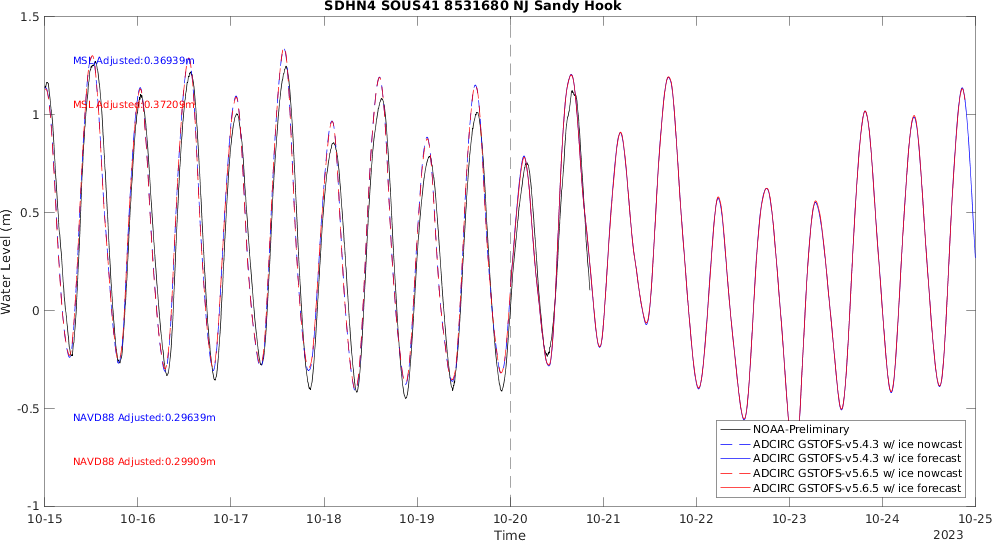 SDHN4 SOUS41 8531680 NJ Sandy Hook
1.5
1
0.5
0
-0.5
-1
Water Level (m)
MSL Adjusted:0.36939m
MSL Adjusted:0.37209m
NAVD88 Adjusted:0.29639m
NAVD88 Adjusted:0.29909m
NOAA-Preliminary
ADCIRC GSTOFS-v5.4.3 w/ ice nowcast
ADCIRC GSTOFS-v5.4.3 w/ ice forecast
ADCIRC GSTOFS-v5.6.5 w/ ice nowcast
ADCIRC GSTOFS-v5.6.5 w/ ice forecast
10-15 10-16 10-17 10-18 10-19 10-20 10-21 10-22 10-23 10-24 10-25
Time
2023